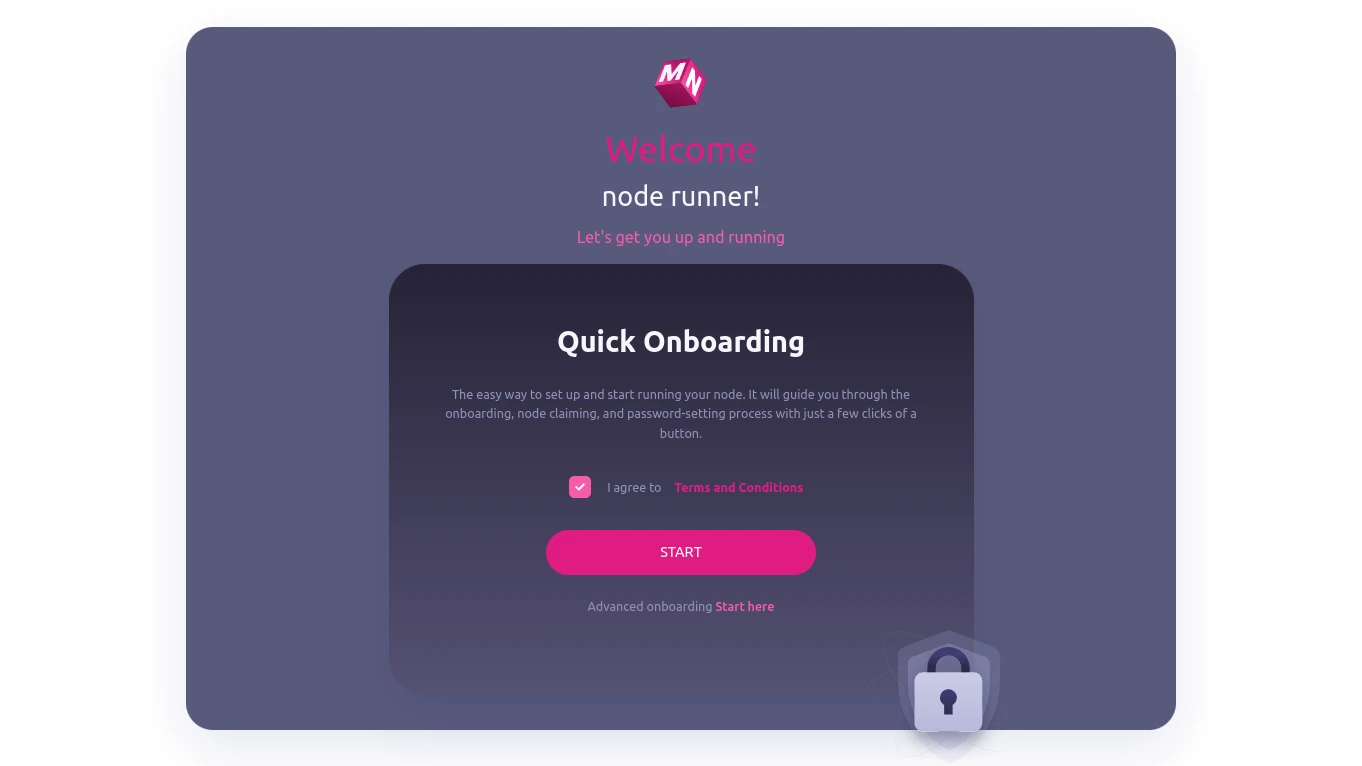 MN
Welcome
node runner!
Let's get you up and running
Quick Onboarding
The easy way to set up and start running your node. It will guide you through the
onboarding, node claiming, and password-setting process with just a few clicks of a
button.
I agree to Terms and Conditions
START
Advanced onboarding Start here